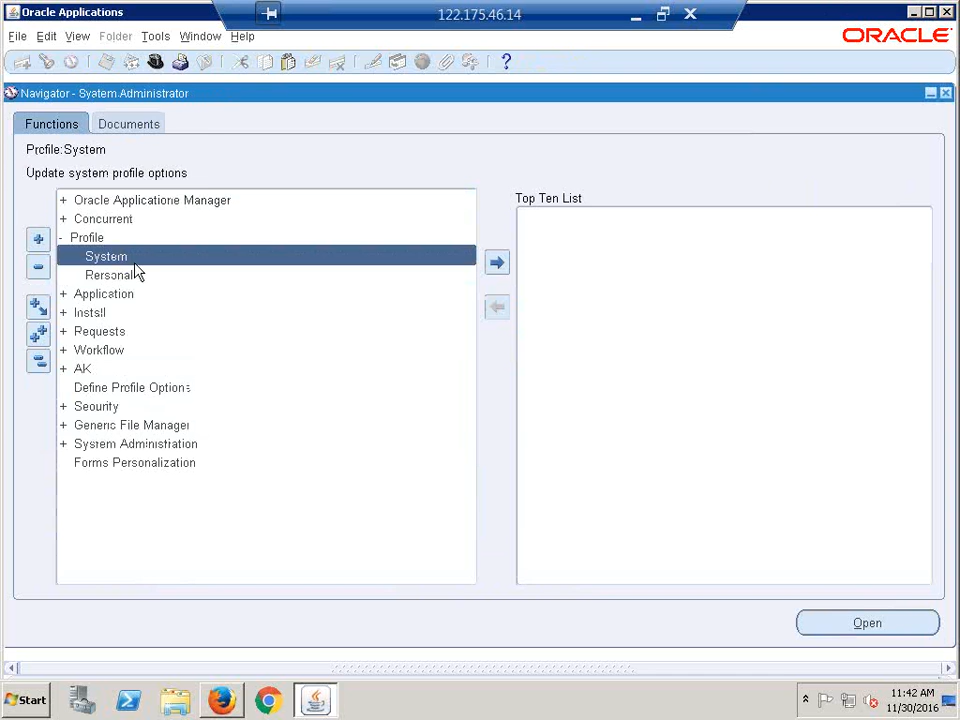 Oracle Applications
122.175.46.14
File Edit View Folder Tools Window Help
ORACLE
?
Navigator - System Administrator
Functions Documents
Profile:System
Update system profile options
Top Ten List
+ Oracle Applications Manager
+ Concurrent
- Profile
System
Personal
+ Application
+ Install
+ Requests
+ Workflow
+ AK
Define Profile Options
+ Security
+ Generic File Manager
+ System Administration
Forms Personalization
Open
Start
11:42 AM
11/30/2016